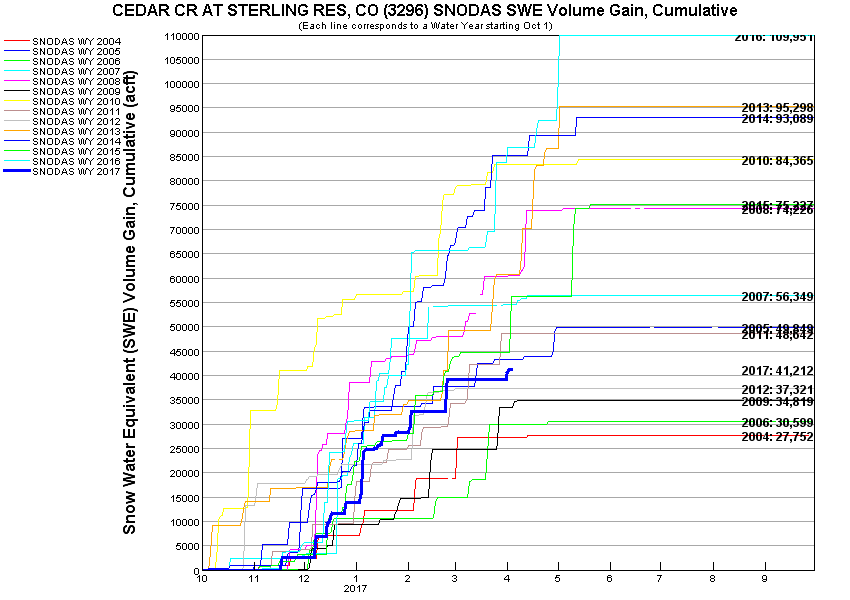 CEDAR CR AT STERLING RES, CO (3296) SNODAS SWE Volume Gain, Cumulative
(Each line corresponds to a Water Year starting Oct 1)
SNODAS WY 2004
SNODAS WY 2005
SNODAS WY 2006
SNODAS WY 2007
SNODAS WY 2008
SNODAS WY 2009
SNODAS WY 2010
SNODAS WY 2011
SNODAS WY 2012
SNODAS WY 2013
SNODAS WY 2014
SNODAS WY 2015
SNODAS WY 2016
SNODAS WY 2017
Snow Water Equivalent (SWE) Volume Gain, Cumulative (acft)
110000
105000
100000
95000
90000
85000
80000
75000
70000
65000
60000
55000
50000
45000
40000
35000
30000
25000
20000
15000
10000
5000
0
2016: 109,951
2013: 95,298
2014: 93,089
2010: 84,365
2008: 74,226
2007: 56,349
2011: 48,642
2017: 41,212
2012: 37,321
2009: 34,819
2006: 30,599
2004: 27,752
10 11 12 1 2 3 4 5 6 7 8 9
2017